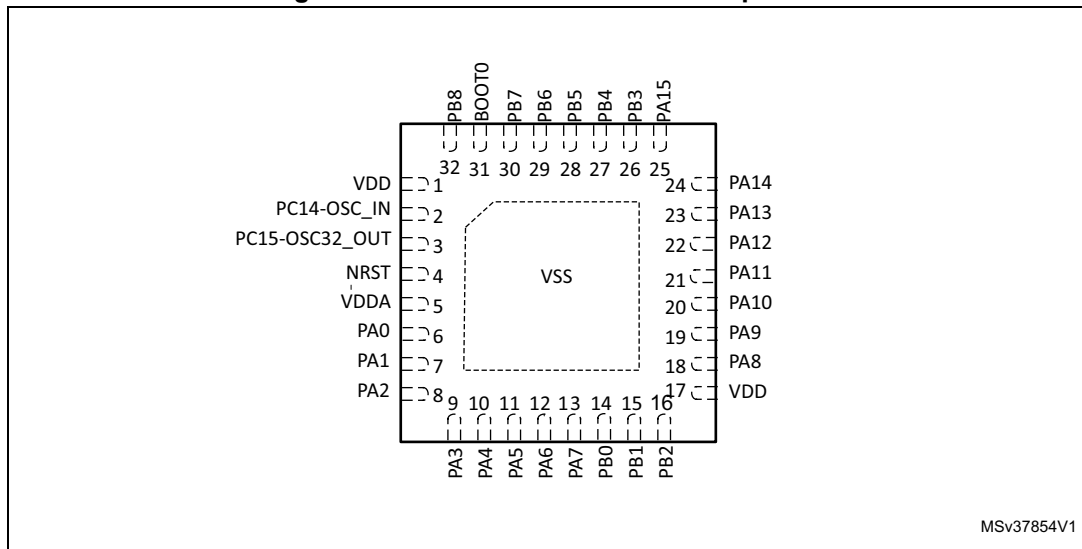 PB8
BOOT0
PB7
PB6
PB5
PB4
PB3
PA15
32 31 30 29 28 27 26 25
VDD 1
PC14-OSC_IN 2
PC15-OSC32_OUT 3
NRST 4
VDDA 5
PA0 6
PA1 7
PA2 8
VSS
24 PA14
23 PA13
22 PA12
21 PA11
20 PA10
19 PA9
18 PA8
17 VDD
9 10 11 12 13 14 15 16
PA3
PA4
PA5
PA6
PA7
PB0
PB1
PB2
MSv37854V1